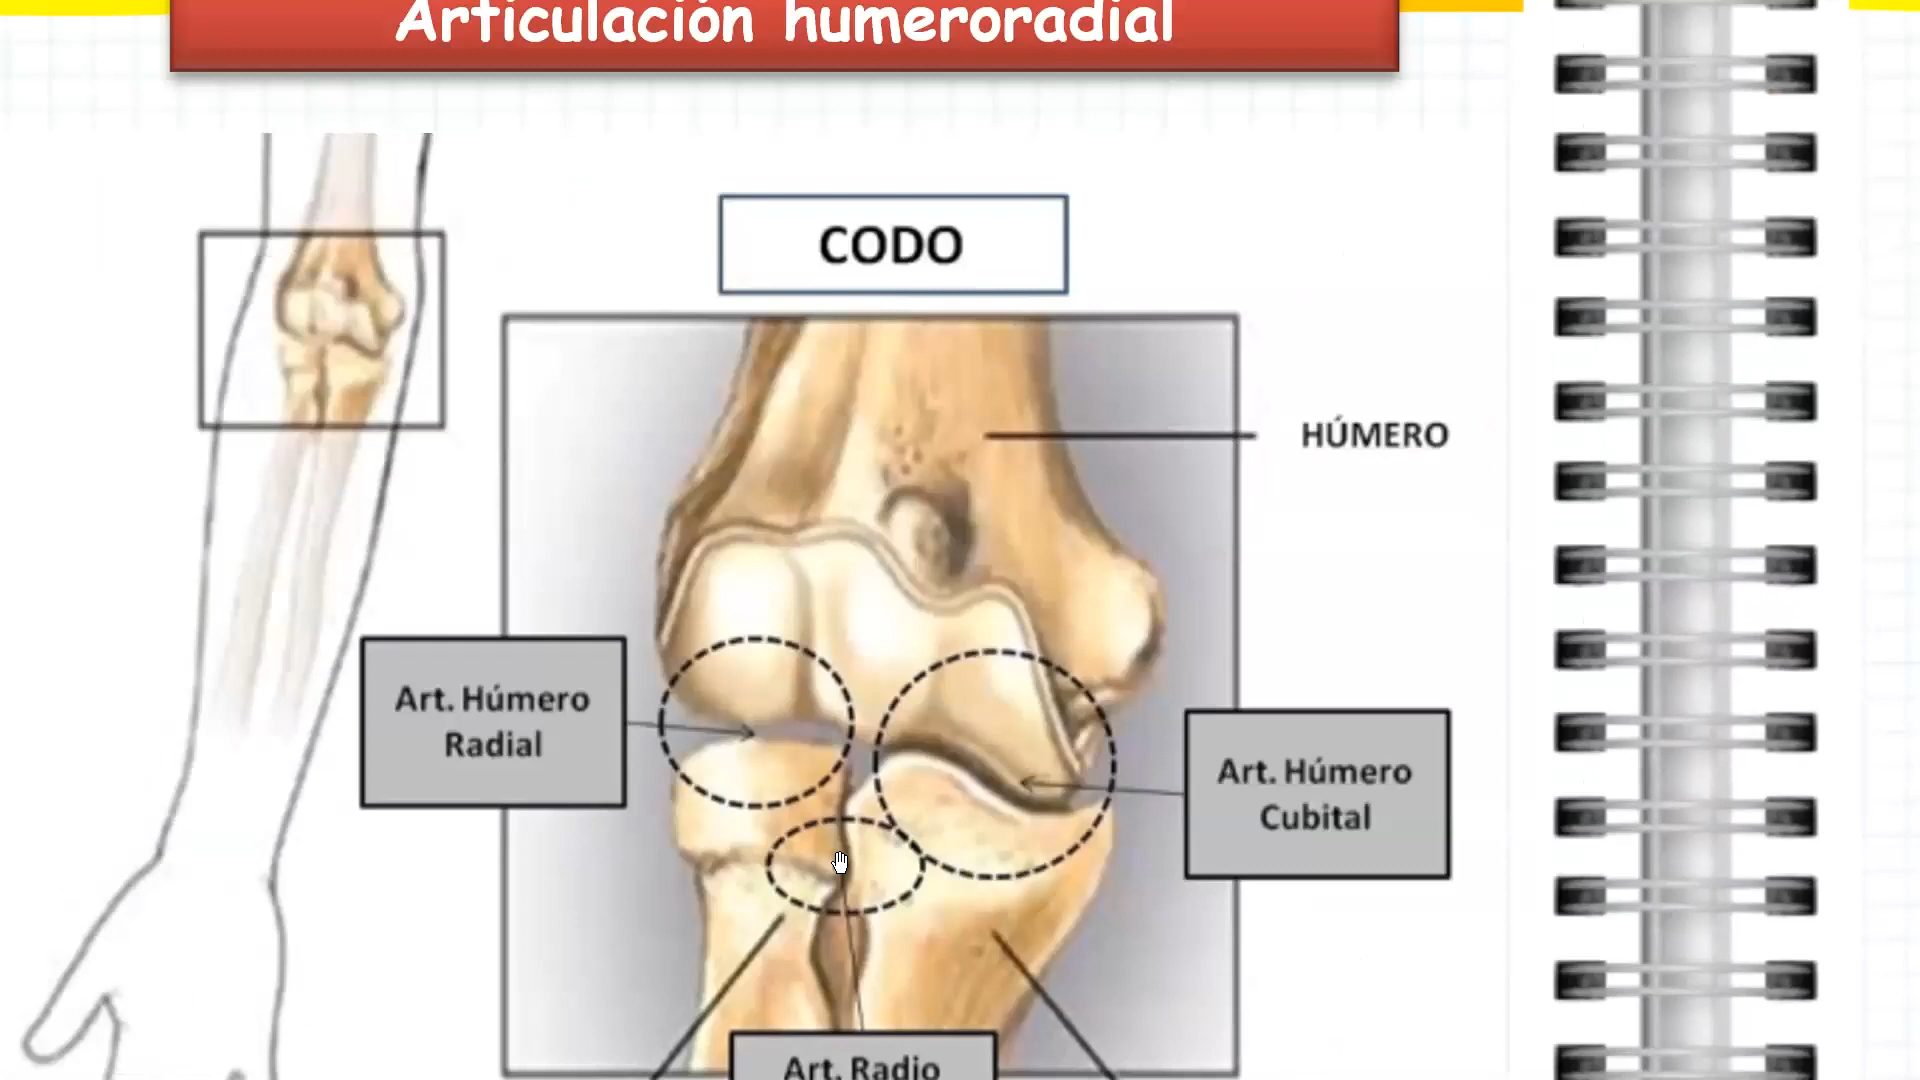 Articulación humeroradial
CODO
HÚMERO
Art. Húmero
Radial
Art. Húmero
Cubital
Art. Radio